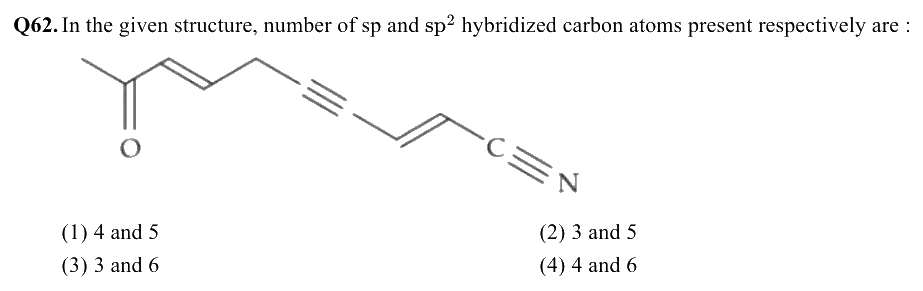 Q62. In the given structure, number of sp and sp² hybridized carbon atoms present respectively are :
O
C
N
(1) 4 and 5 (2) 3 and 5
(3) 3 and 6 (4) 4 and 6